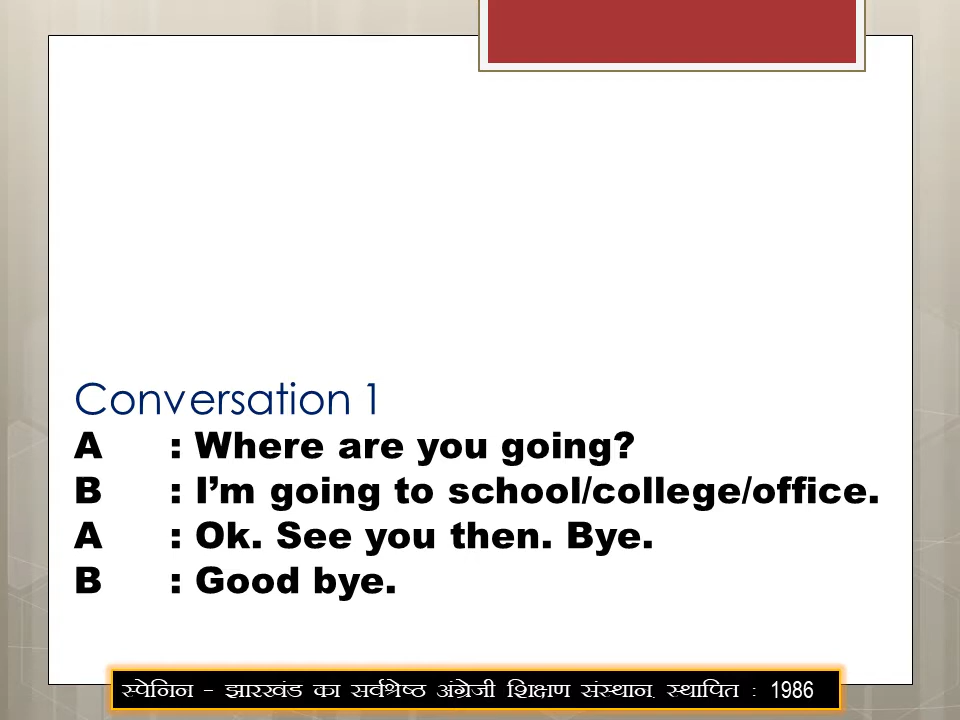 Conversation 1
A : Where are you going?
B : I’m going to school/college/office.
A : Ok. See you then. Bye.
B : Good bye.
स्पेनिन - झारखंड का सर्वश्रेष्ठ अंग्रेजी शिक्षण संस्थान. स्थापित : 1986